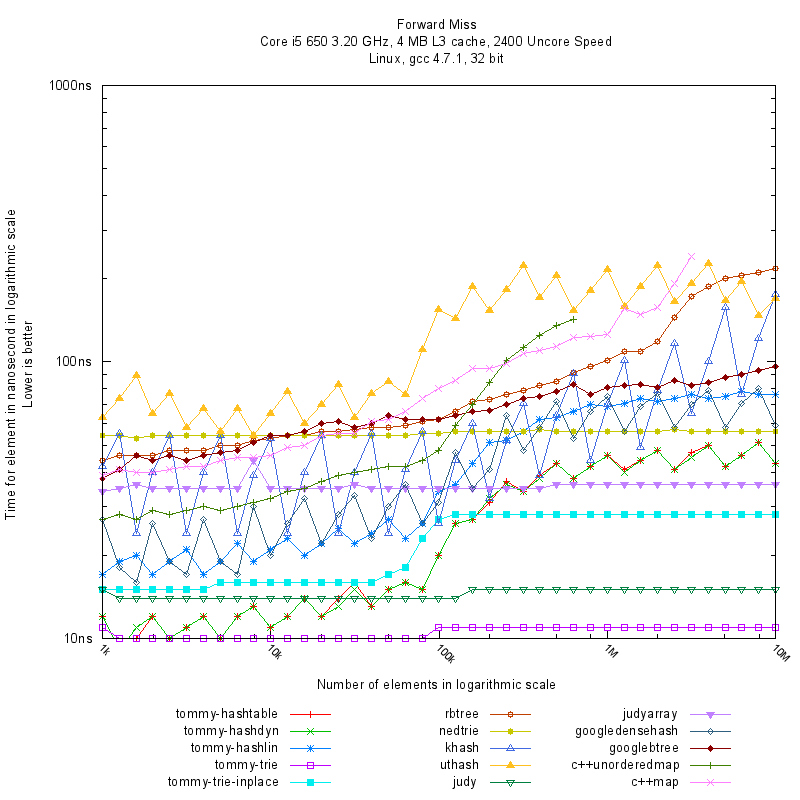 Forward Miss
Core i5 650 3.20 GHz, 4 MB L3 cache, 2400 Uncore Speed
Linux, gcc 4.7.1, 32 bit
1000ns
100ns
10ns
Time for element in nanosecond in logarithmic scale
Lower is better
1k
10k
100k
1M
10M
Number of elements in logarithmic scale
tommy-hashtable
tommy-hashdyn
tommy-hashlin
tommy-trie
tommy-trie-inplace
rbtree
nedtrie
khash
uthash
judy
judyarray
googledensehash
googlebtree
c++unorderedmap
c++map